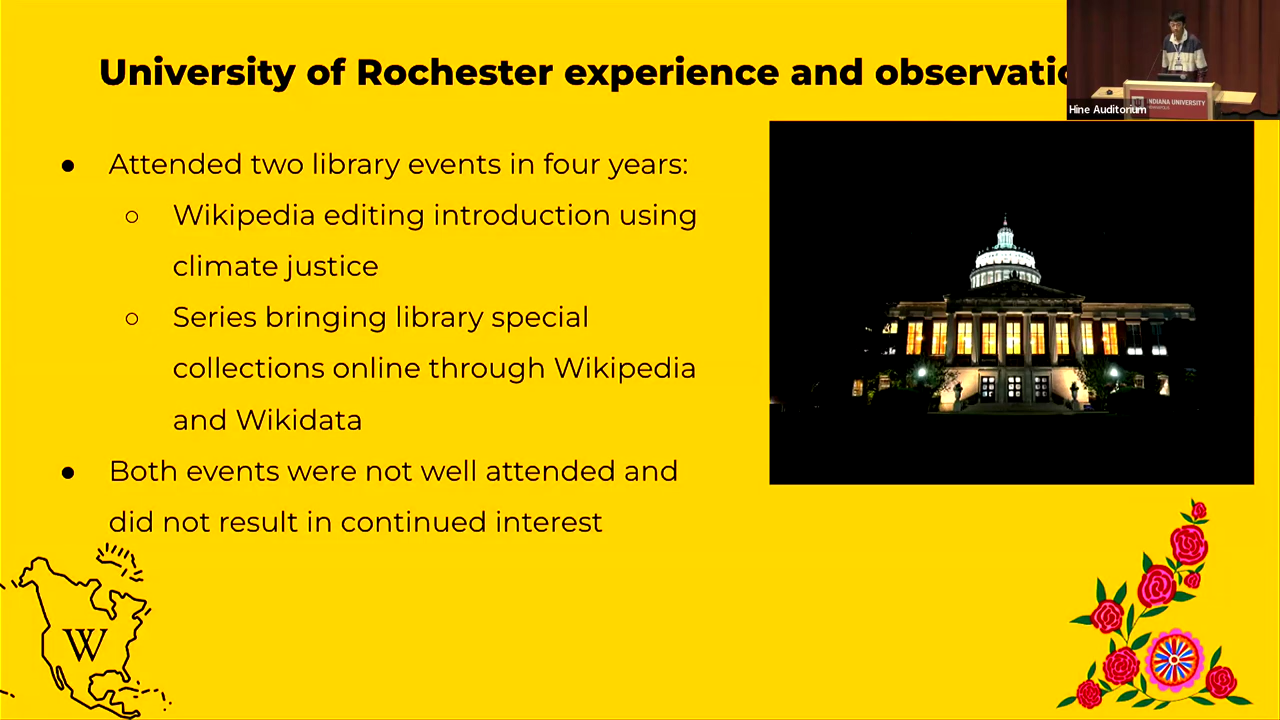 University of Rochester experience and observatio
Hine Auditorium
INDIANA UNIVERSITY
● Attended two library events in four years:
○ Wikipedia editing introduction using
climate justice
○ Series bringing library special
collections online through Wikipedia
and Wikidata
● Both events were not well attended and
did not result in continued interest
W